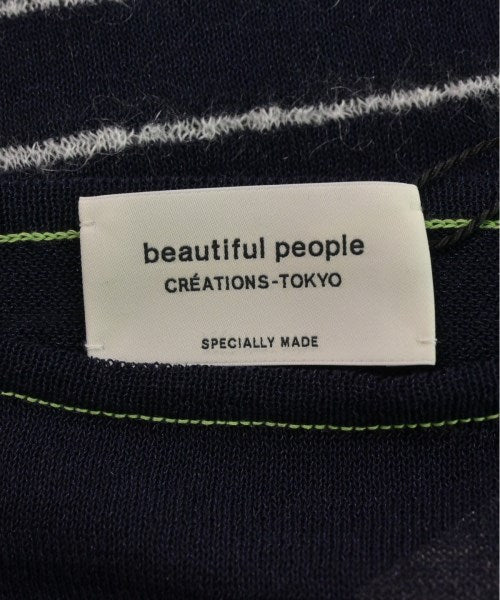 beautiful people
CRÉATIONS-TOKYO
SPECIALLY MADE